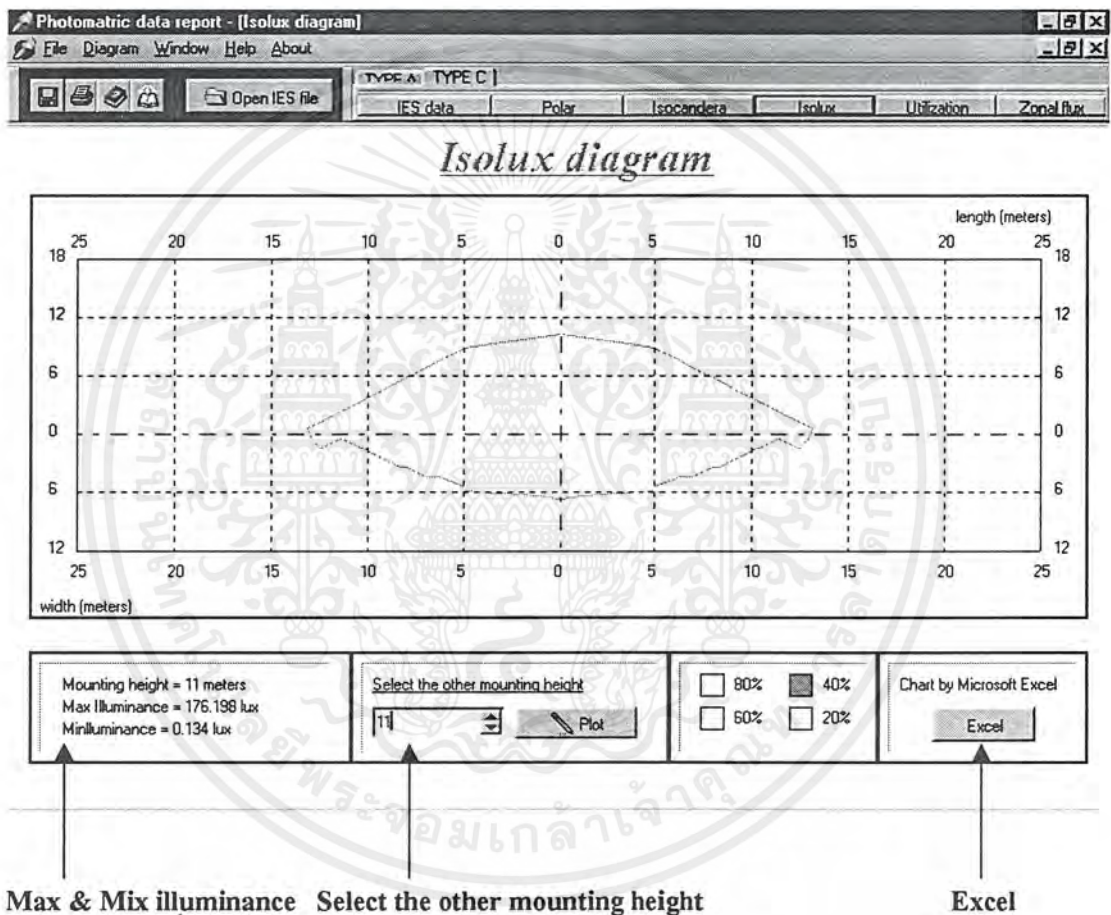 Photomatric data report - [Isolux diagram]
File Diagram Window Help About
Open IES file
TYPE A TYPE C
IES data Polar Isocandera Isolux Utilization Zonal flux
Isolux diagram
length (meters)
25 20 15 10 5 0 5 10 15 20 25
18 18
12 12
6 6
0 0
6 6
12 12
25 20 15 10 5 0 5 10 15 20 25
width (meters)
Mounting height = 11 meters
Max Illuminance = 176.198 lux
MinIluminance = 0.134 lux
Select the other mounting height
11 Plot
80% 40%
60% 20%
Chart by Microsoft Excel
Excel
Max & Mix illuminance Select the other mounting height Excel